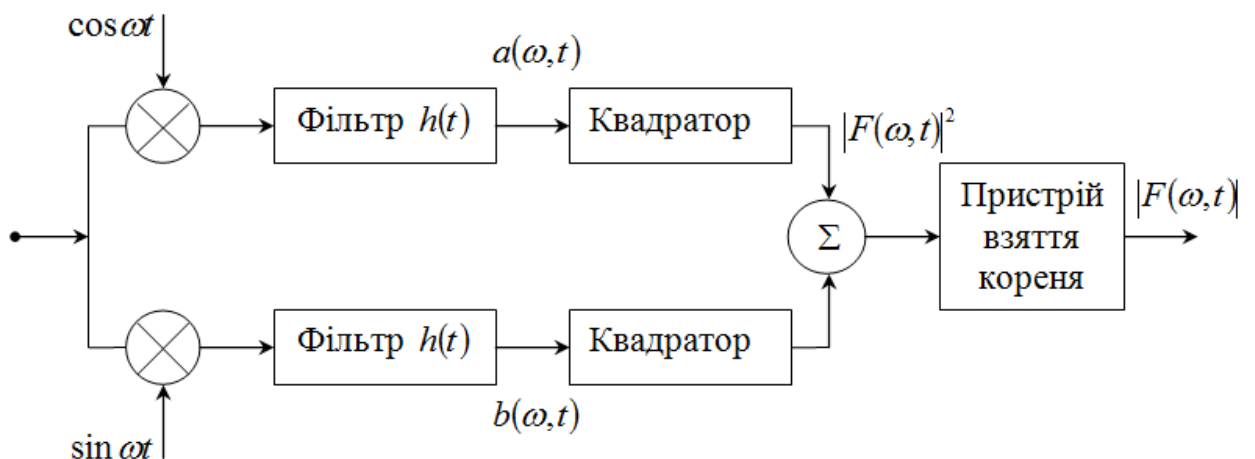 cos ωt
a(ω,t)
Фільтр h(t)
Квадратор
|F(ω,t)|²
Пристрій
взяття
кореня
|F(ω,t)|
Σ
Фільтр h(t)
Квадратор
b(ω,t)
sin ωt